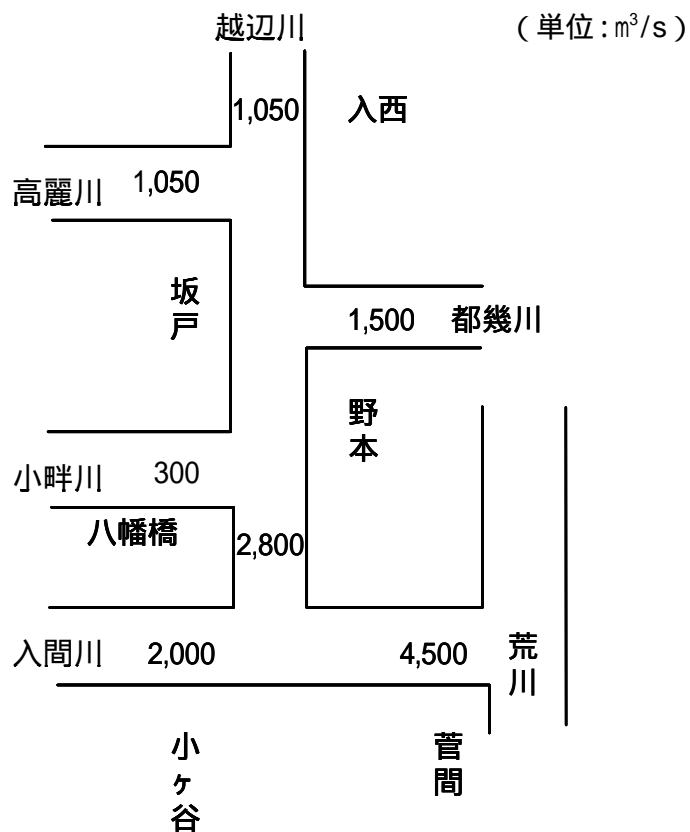 越辺川
（単位：㎥/s）
1,050
入西
高麗川
1,050
坂戸
1,500
都幾川
野本
小畔川
300
八幡橋
2,800
入間川
2,000
4,500
荒川
小ヶ谷
菅間